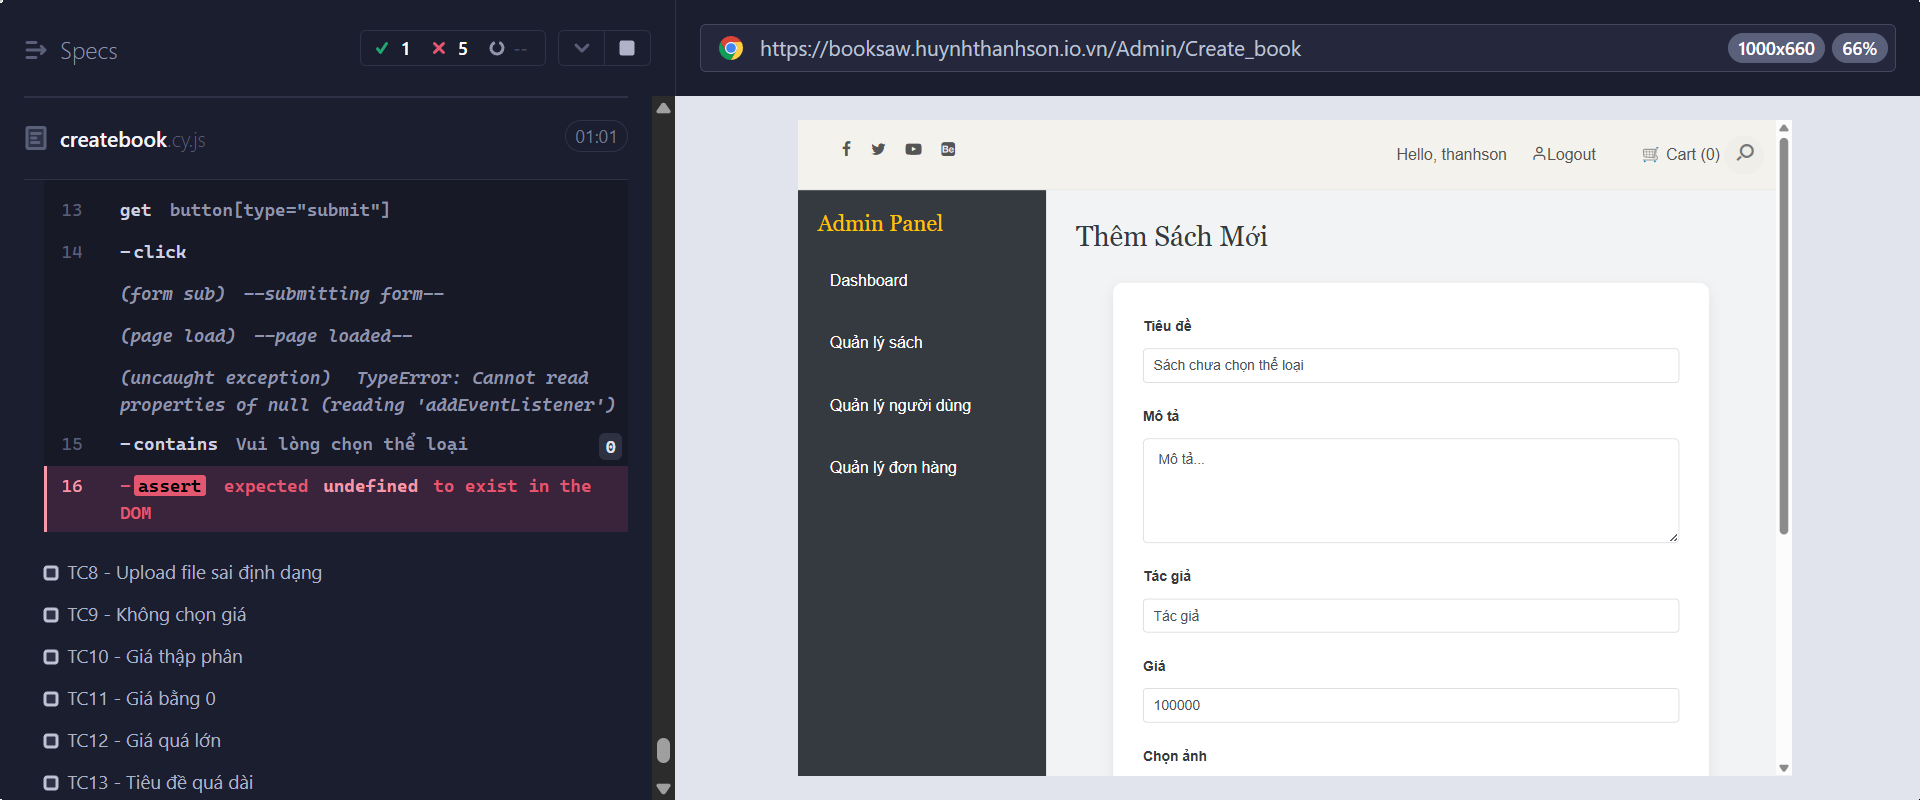 Specs
1
5
--
createbook.cy.js
01:01
13 get button[type="submit"]
14 -click
(form sub) --submitting form--
(page load) --page loaded--
(uncaught exception) TypeError: Cannot read
properties of null (reading 'addEventListener')
15 -contains Vui lòng chọn thể loại 0
16 -assert expected undefined to exist in the
DOM
TC8 - Upload file sai định dạng
TC9 - Không chọn giá
TC10 - Giá thập phân
TC11 - Giá bằng 0
TC12 - Giá quá lớn
TC13 - Tiêu đề quá dài
https://booksaw.huynhthanhson.io.vn/Admin/Create_book
1000x660
66%
Bē
Hello, thanhson
Logout
Cart (0)
Admin Panel
Dashboard
Quản lý sách
Quản lý người dùng
Quản lý đơn hàng
Thêm Sách Mới
Tiêu đề
Sách chưa chọn thể loại
Mô tả
Mô tả...
Tác giả
Tác giả
Giá
100000
Chọn ảnh